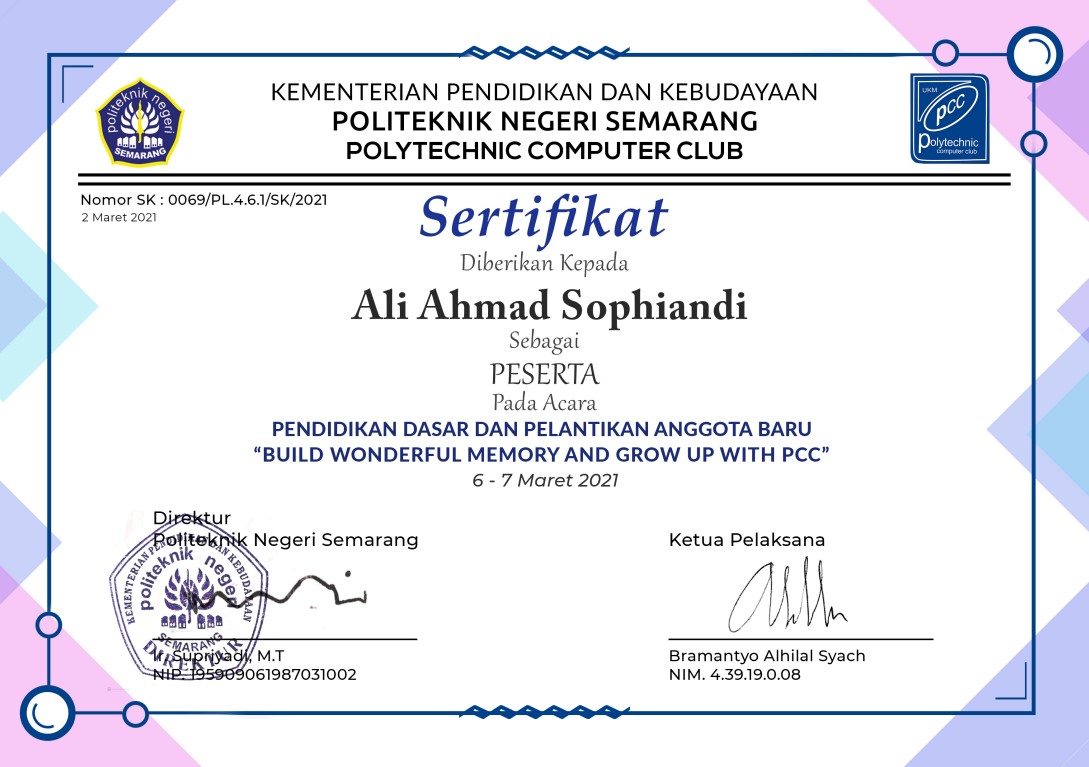 KEMENTERIAN PENDIDIKAN DAN KEBUDAYAAN
POLITEKNIK NEGERI SEMARANG
POLYTECHNIC COMPUTER CLUB
politeknik negeri
SEMARANG
UKM
pcc
Polytechnic
computer club
Nomor SK : 0069/PL.4.6.1/SK/2021
2 Maret 2021
Sertifikat
Diberikan Kepada
Ali Ahmad Sophiandi
Sebagai
PESERTA
Pada Acara
PENDIDIKAN DASAR DAN PELANTIKAN ANGGOTA BARU
“BUILD WONDERFUL MEMORY AND GROW UP WITH PCC”
6 - 7 Maret 2021
Direktur
Politeknik Negeri Semarang
KEMENTERIAN PENDIDIKAN DAN KEBUDAYAAN
politeknik negeri
SEMARANG
DIREKTUR
Supriyadi, M.T
NIP. 195909061987031002
Ketua Pelaksana
Bramantyo Alhilal Syach
NIM. 4.39.19.0.08